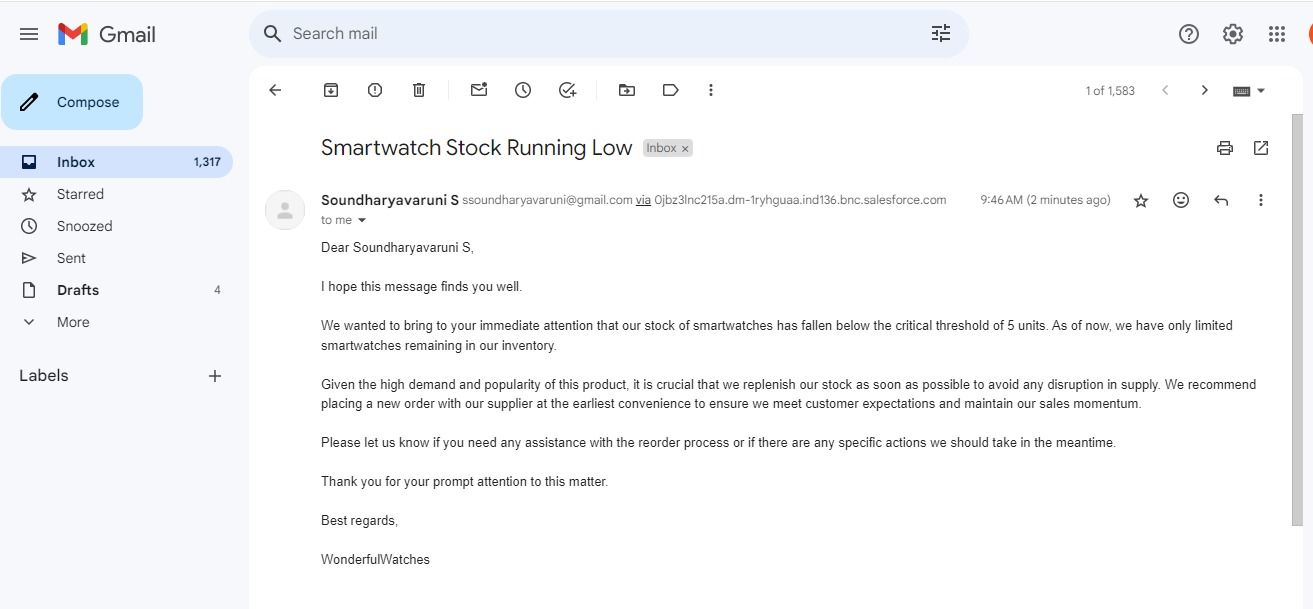 Gmail
Search mail
Compose
1 of 1,583
Smartwatch Stock Running Low Inbox ×
Inbox 1,317
Starred
Snoozed
Sent
Drafts 4
More
Labels +
Soundharyavaruni S ssoundharyavaruni@gmail.com via 0jbz3lnc215a.dm-1ryhguaa.ind136.bnc.salesforce.com 9:46 AM (2 minutes ago)
to me
Dear Soundharyavaruni S,
I hope this message finds you well.
We wanted to bring to your immediate attention that our stock of smartwatches has fallen below the critical threshold of 5 units. As of now, we have only limited
smartwatches remaining in our inventory.
Given the high demand and popularity of this product, it is crucial that we replenish our stock as soon as possible to avoid any disruption in supply. We recommend
placing a new order with our supplier at the earliest convenience to ensure we meet customer expectations and maintain our sales momentum.
Please let us know if you need any assistance with the reorder process or if there are any specific actions we should take in the meantime.
Thank you for your prompt attention to this matter.
Best regards,
WonderfulWatches